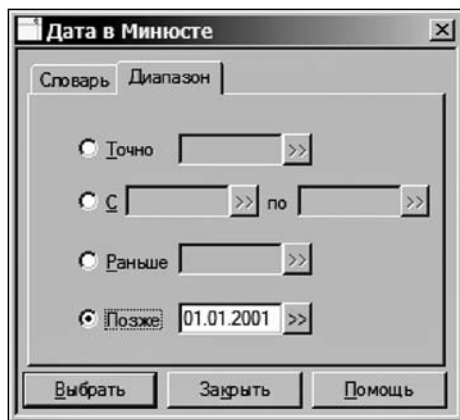 Дата в Минюсте
Словарь Диапазон
Точно >>
С >> по >>
Раньше >>
Позже 01.01.2001 >>
Выбрать Закрыть Помощь